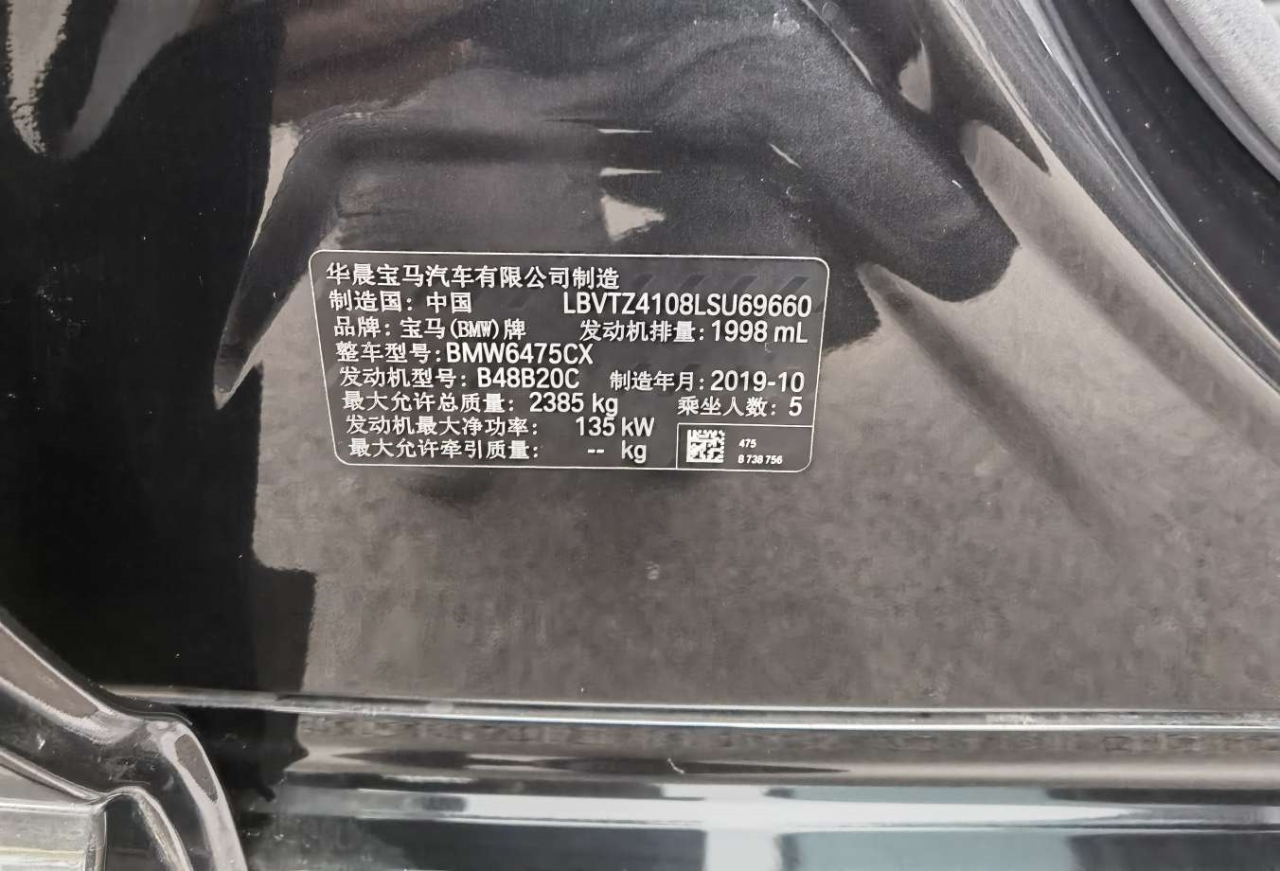 华晨宝马汽车有限公司制造
制造国：中国 LBVTZ4108LSU69660
品牌：宝马(BMW)牌 发动机排量：1998 mL
整车型号：BMW6475CX
发动机型号：B48B20C 制造年月：2019-10
最大允许总质量：2385 kg 乘坐人数：5
发动机最大净功率：135 kW
最大允许牵引质量：-- kg
475
8 738 756